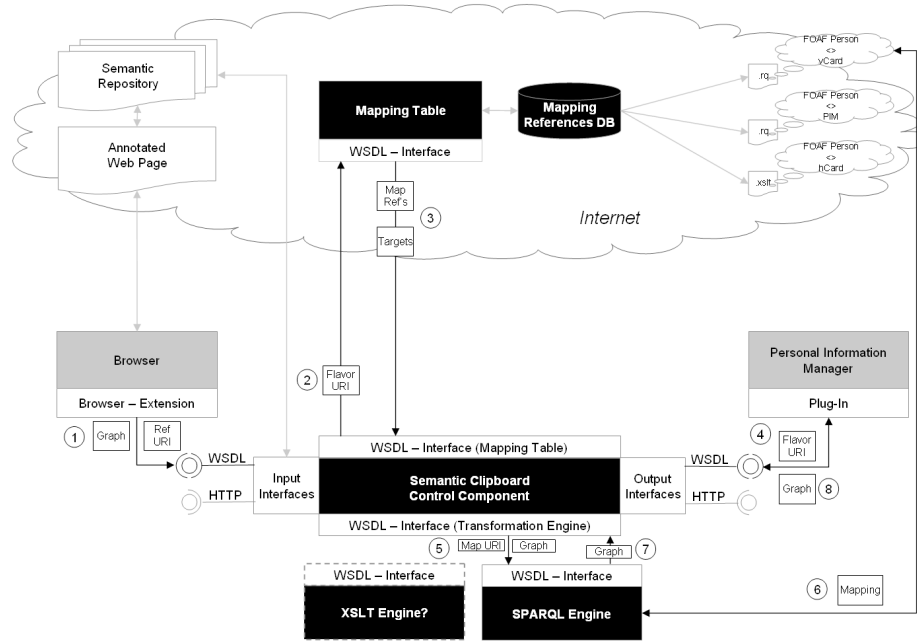 Semantic
Repository
Annotated
Web Page
Mapping Table
WSDL – Interface
Mapping
References DB
.rq
.rq
.xslt
FOAF Person
<>
vCard
FOAF Person
<>
PIM
FOAF Person
<>
hCard
Map
Ref's
3
Targets
Internet
Browser
Browser – Extension
1
Graph
Ref
URI
2
Flavor
URI
Personal Information
Manager
Plug-In
4
Flavor
URI
Graph
8
WSDL
HTTP
Input
Interfaces
WSDL – Interface (Mapping Table)
Semantic Clipboard
Control Component
WSDL – Interface (Transformation Engine)
Output
Interfaces
WSDL
HTTP
5
Map URI
Graph
Graph
7
WSDL – Interface
XSLT Engine?
WSDL – Interface
SPARQL Engine
6
Mapping